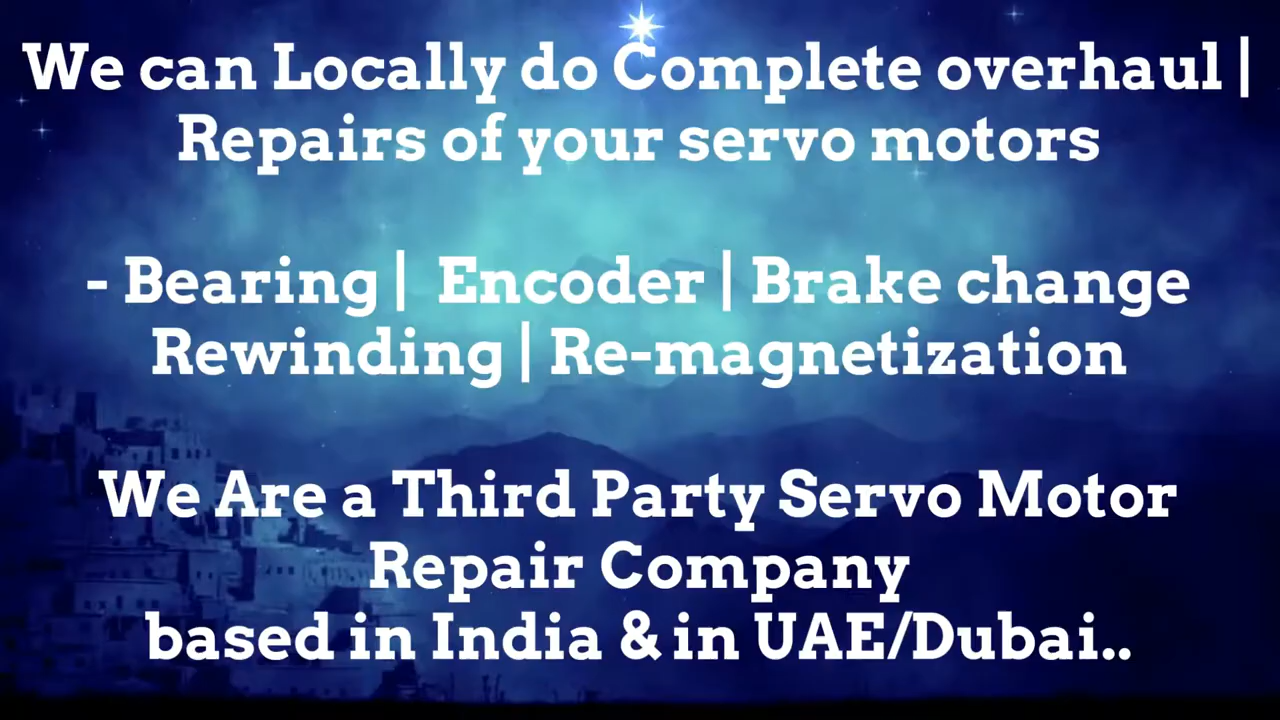 We can Locally do Complete overhaul |
Repairs of your servo motors
- Bearing | Encoder | Brake change
Rewinding | Re-magnetization
We Are a Third Party Servo Motor
Repair Company
based in India & in UAE/Dubai..